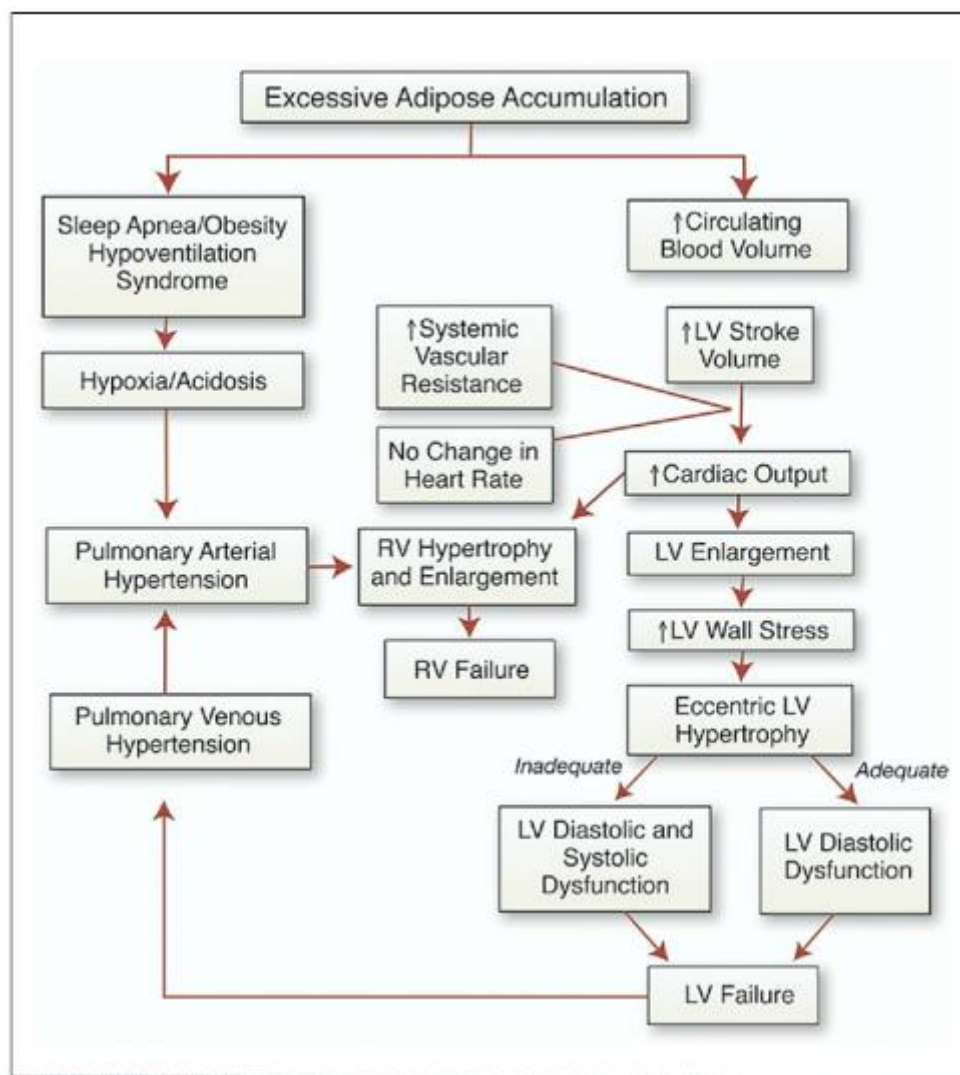 Excessive Adipose Accumulation
Sleep Apnea/Obesity
Hypoventilation
Syndrome
↑Circulating
Blood Volume
↑Systemic
Vascular
Resistance
↑LV Stroke
Volume
Hypoxia/Acidosis
No Change in
Heart Rate
↑Cardiac Output
Pulmonary Arterial
Hypertension
RV Hypertrophy
and Enlargement
LV Enlargement
↑LV Wall Stress
RV Failure
Pulmonary Venous
Hypertension
Eccentric LV
Hypertrophy
Inadequate
Adequate
LV Diastolic and
Systolic
Dysfunction
LV Diastolic
Dysfunction
LV Failure